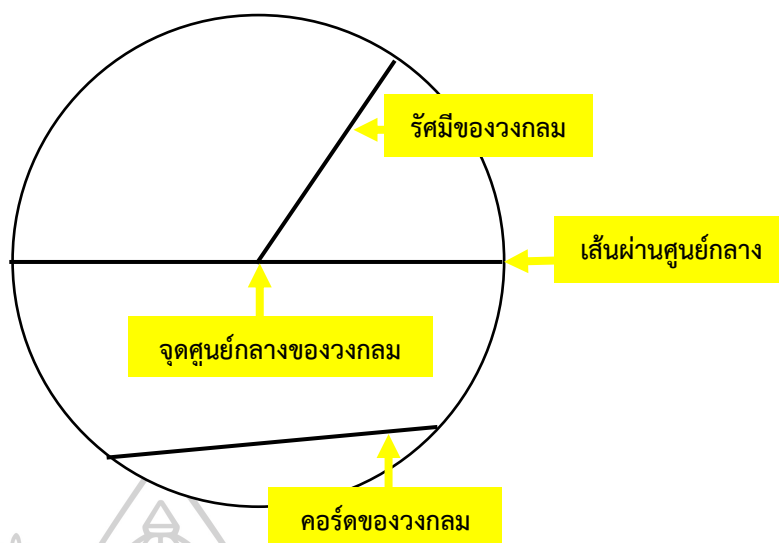 รัศมีของวงกลม
เส้นผ่านศูนย์กลาง
จุดศูนย์กลางของวงกลม
คอร์ดของวงกลม